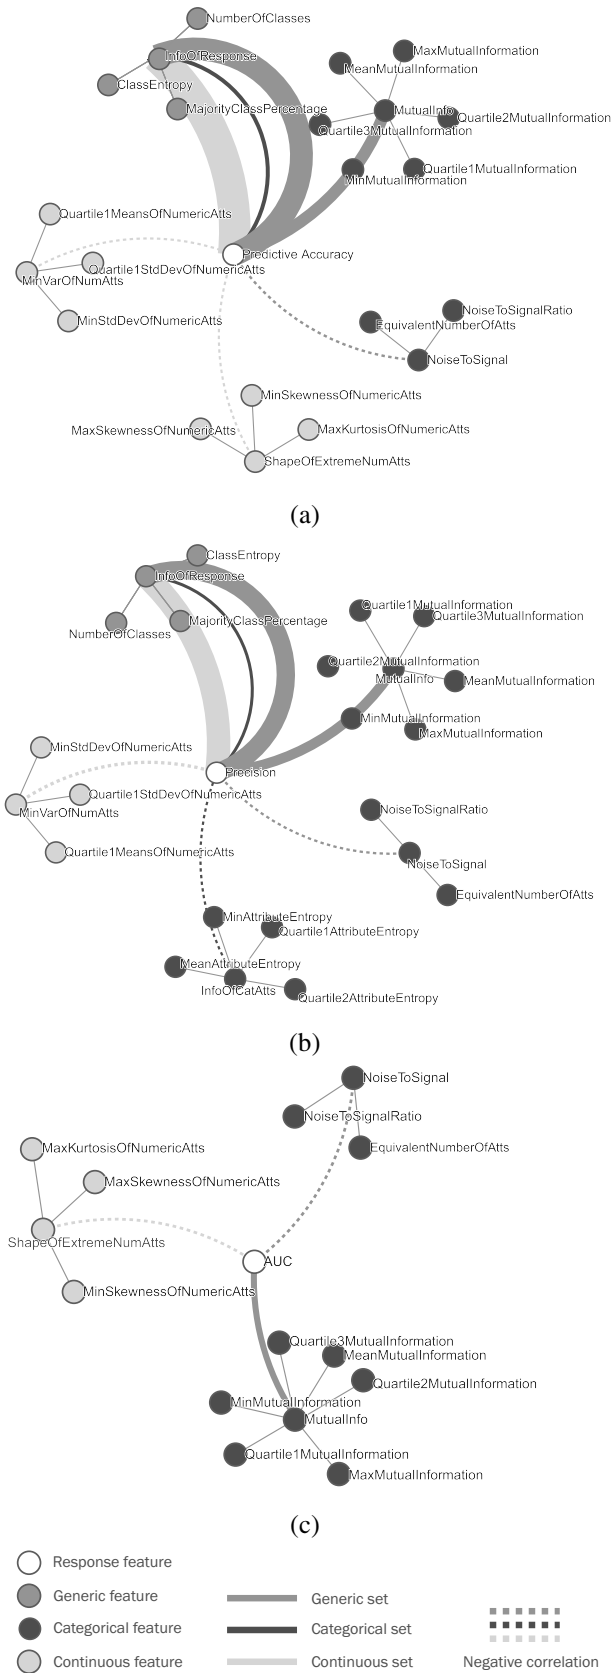 NumberOfClasses
InfoOfResponse
MaxMutualInformation
MeanMutualInformation
ClassEntropy
MajorityClassPercentage
MutualInfo
Quartile2MutualInformation
Quartile3MutualInformation
Quartile1MutualInformation
MinMutualInformation
Quartile1MeansOfNumericAtts
Predictive Accuracy
Quartile1StdDevOfNumericAtts
MinVarOfNumAtts
NoiseToSignalRatio
MinStdDevOfNumericAtts
EquivalentNumberOfAtts
NoiseToSignal
MinSkewnessOfNumericAtts
MaxSkewnessOfNumericAtts
MaxKurtosisOfNumericAtts
ShapeOfExtremeNumAtts
(a)
ClassEntropy
InfoOfResponse
Quartile1MutualInformation
Quartile3MutualInformation
MajorityClassPercentage
NumberOfClasses
Quartile2MutualInformation
MutualInfo
MeanMutualInformation
MinMutualInformation
MaxMutualInformation
MinStdDevOfNumericAtts
Precision
Quartile1StdDevOfNumericAtts
MinVarOfNumAtts
NoiseToSignalRatio
Quartile1MeansOfNumericAtts
NoiseToSignal
EquivalentNumberOfAtts
MinAttributeEntropy
Quartile1AttributeEntropy
MeanAttributeEntropy
InfoOfCatAtts
Quartile2AttributeEntropy
(b)
NoiseToSignal
NoiseToSignalRatio
EquivalentNumberOfAtts
MaxKurtosisOfNumericAtts
MaxSkewnessOfNumericAtts
ShapeOfExtremeNumAtts
AUC
MinSkewnessOfNumericAtts
Quartile3MutualInformation
MeanMutualInformation
Quartile2MutualInformation
MinMutualInformation
MutualInfo
Quartile1MutualInformation
MaxMutualInformation
(c)
Response feature
Generic feature
Generic set
Categorical feature
Categorical set
Continuous feature
Continuous set
Negative correlation